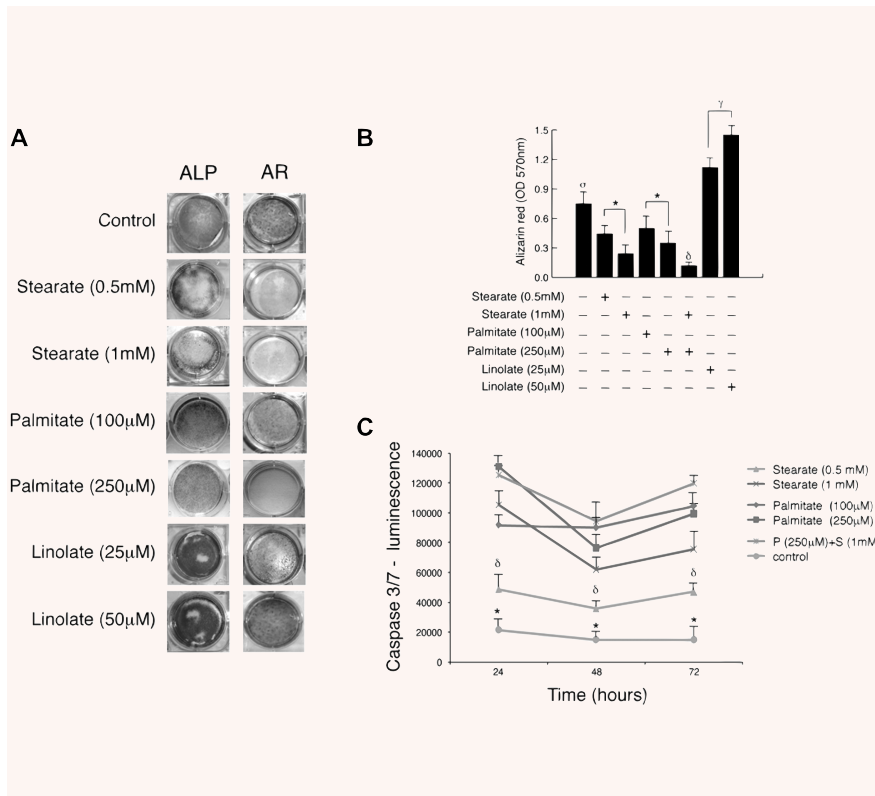 A
ALP AR
Control
Stearate (0.5mM)
Stearate (1mM)
Palmitate (100µM)
Palmitate (250µM)
Linolate (25µM)
Linolate (50µM)
B
γ
Alizarin red (OD 570nm)
1.5
1.2
0.9
0.6
0.3
0.0
σ * * δ
Stearate (0.5mM) – + – – – – – –
Stearate (1mM) – – + – – + – –
Palmitate (100µM) – – – + – – – –
Palmitate (250µM) – – – – + + – –
Linolate (25µM) – – – – – – + –
Linolate (50µM) – – – – – – – +
C
Caspase 3/7 - luminescence
140000
120000
100000
80000
60000
40000
20000
0
δ δ δ
* * *
24 48 72
Time (hours)
Stearate (0.5 mM)
Stearate (1 mM)
Palmitate (100µM)
Palmitate (250µM)
P (250µM)+S (1mM
control